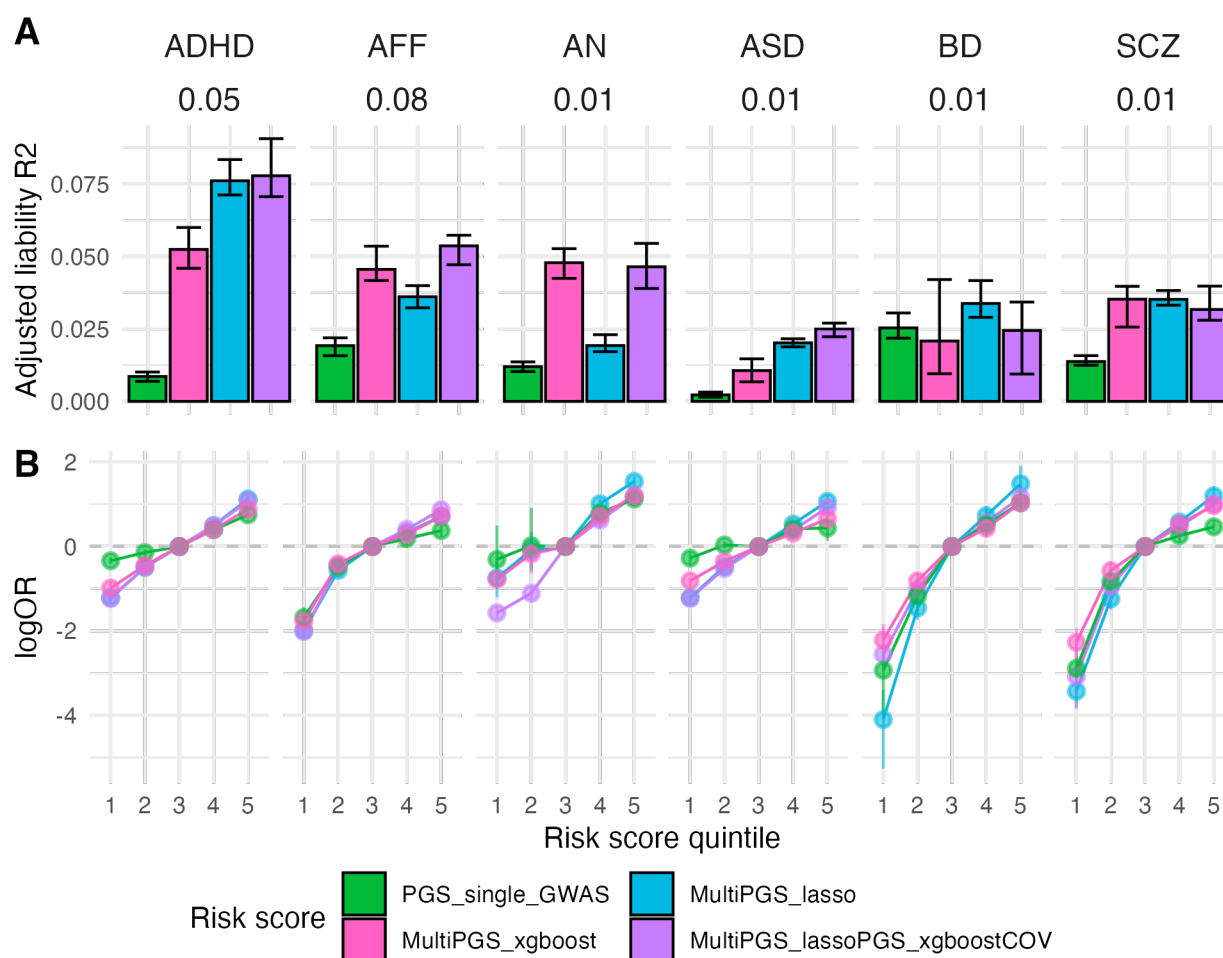 A
ADHD AFF AN ASD BD SCZ
0.05 0.08 0.01 0.01 0.01 0.01
Adjusted liability R2
0.075
0.050
0.025
0.000
B
logOR
2
0
-2
-4
1 2 3 4 5 1 2 3 4 5 1 2 3 4 5 1 2 3 4 5 1 2 3 4 5 1 2 3 4 5
Risk score quintile
Risk score
PGS_single_GWAS MultiPGS_lasso
MultiPGS_xgboost MultiPGS_lassoPGS_xgboostCOV